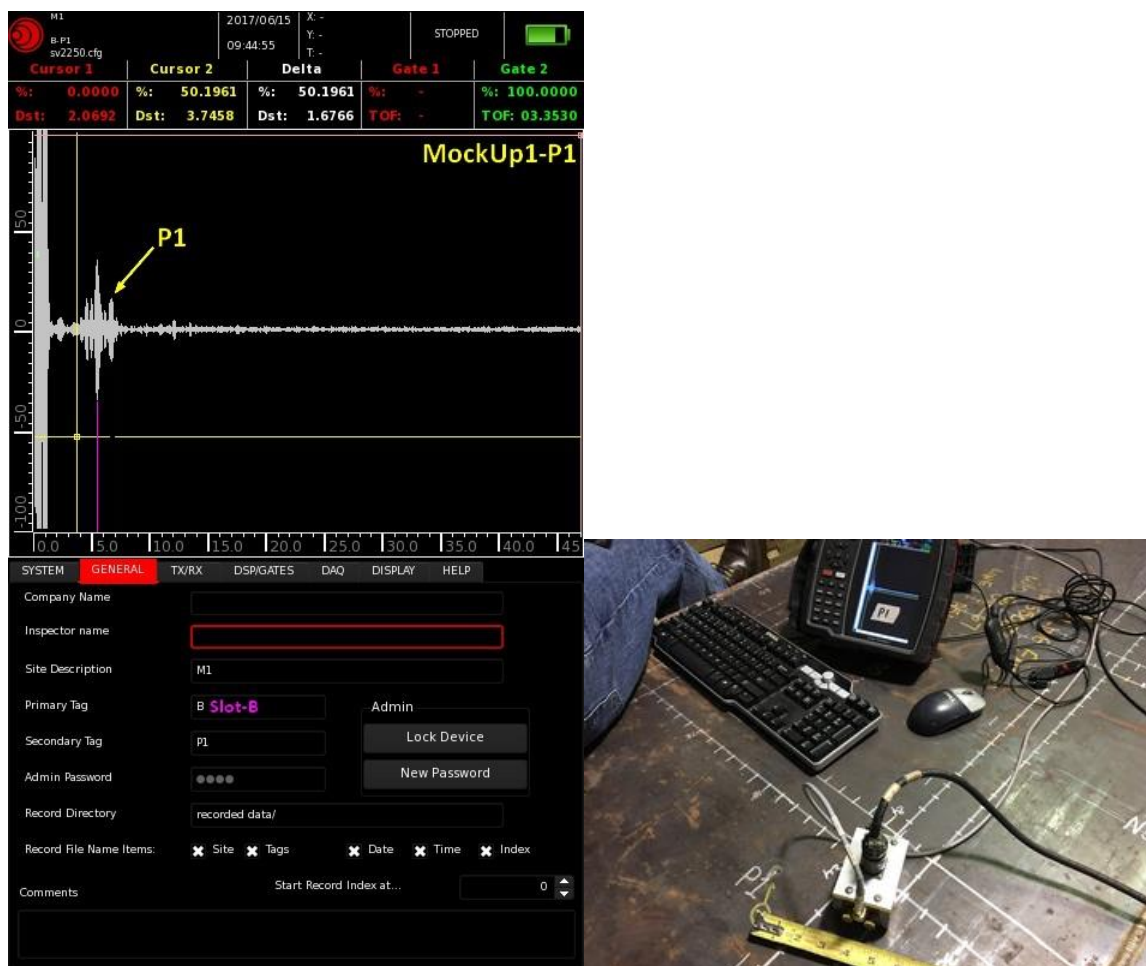 M1
B-P1
sv2250.cfg
2017/06/15
09:44:55
X: -
Y: -
T: -
STOPPED
Cursor 1 Cursor 2 Delta Gate 1 Gate 2
%: 0.0000 %: 50.1961 %: 50.1961 %: - %: 100.0000
Dst: 2.0692 Dst: 3.7458 Dst: 1.6766 TOF: - TOF: 03.3530
MockUp1-P1
P1
50
0
-50
-100
0.0 5.0 10.0 15.0 20.0 25.0 30.0 35.0 40.0 45
SYSTEM GENERAL TX/RX DSP/GATES DAQ DISPLAY HELP
Company Name
Inspector name
Site Description M1
Primary Tag B Slot-B
Secondary Tag P1
Admin Password
Admin
Lock Device
New Password
Record Directory recorded data/
Record File Name Items: Site Tags Date Time Index
Start Record Index at... 0
Comments
P1
P1